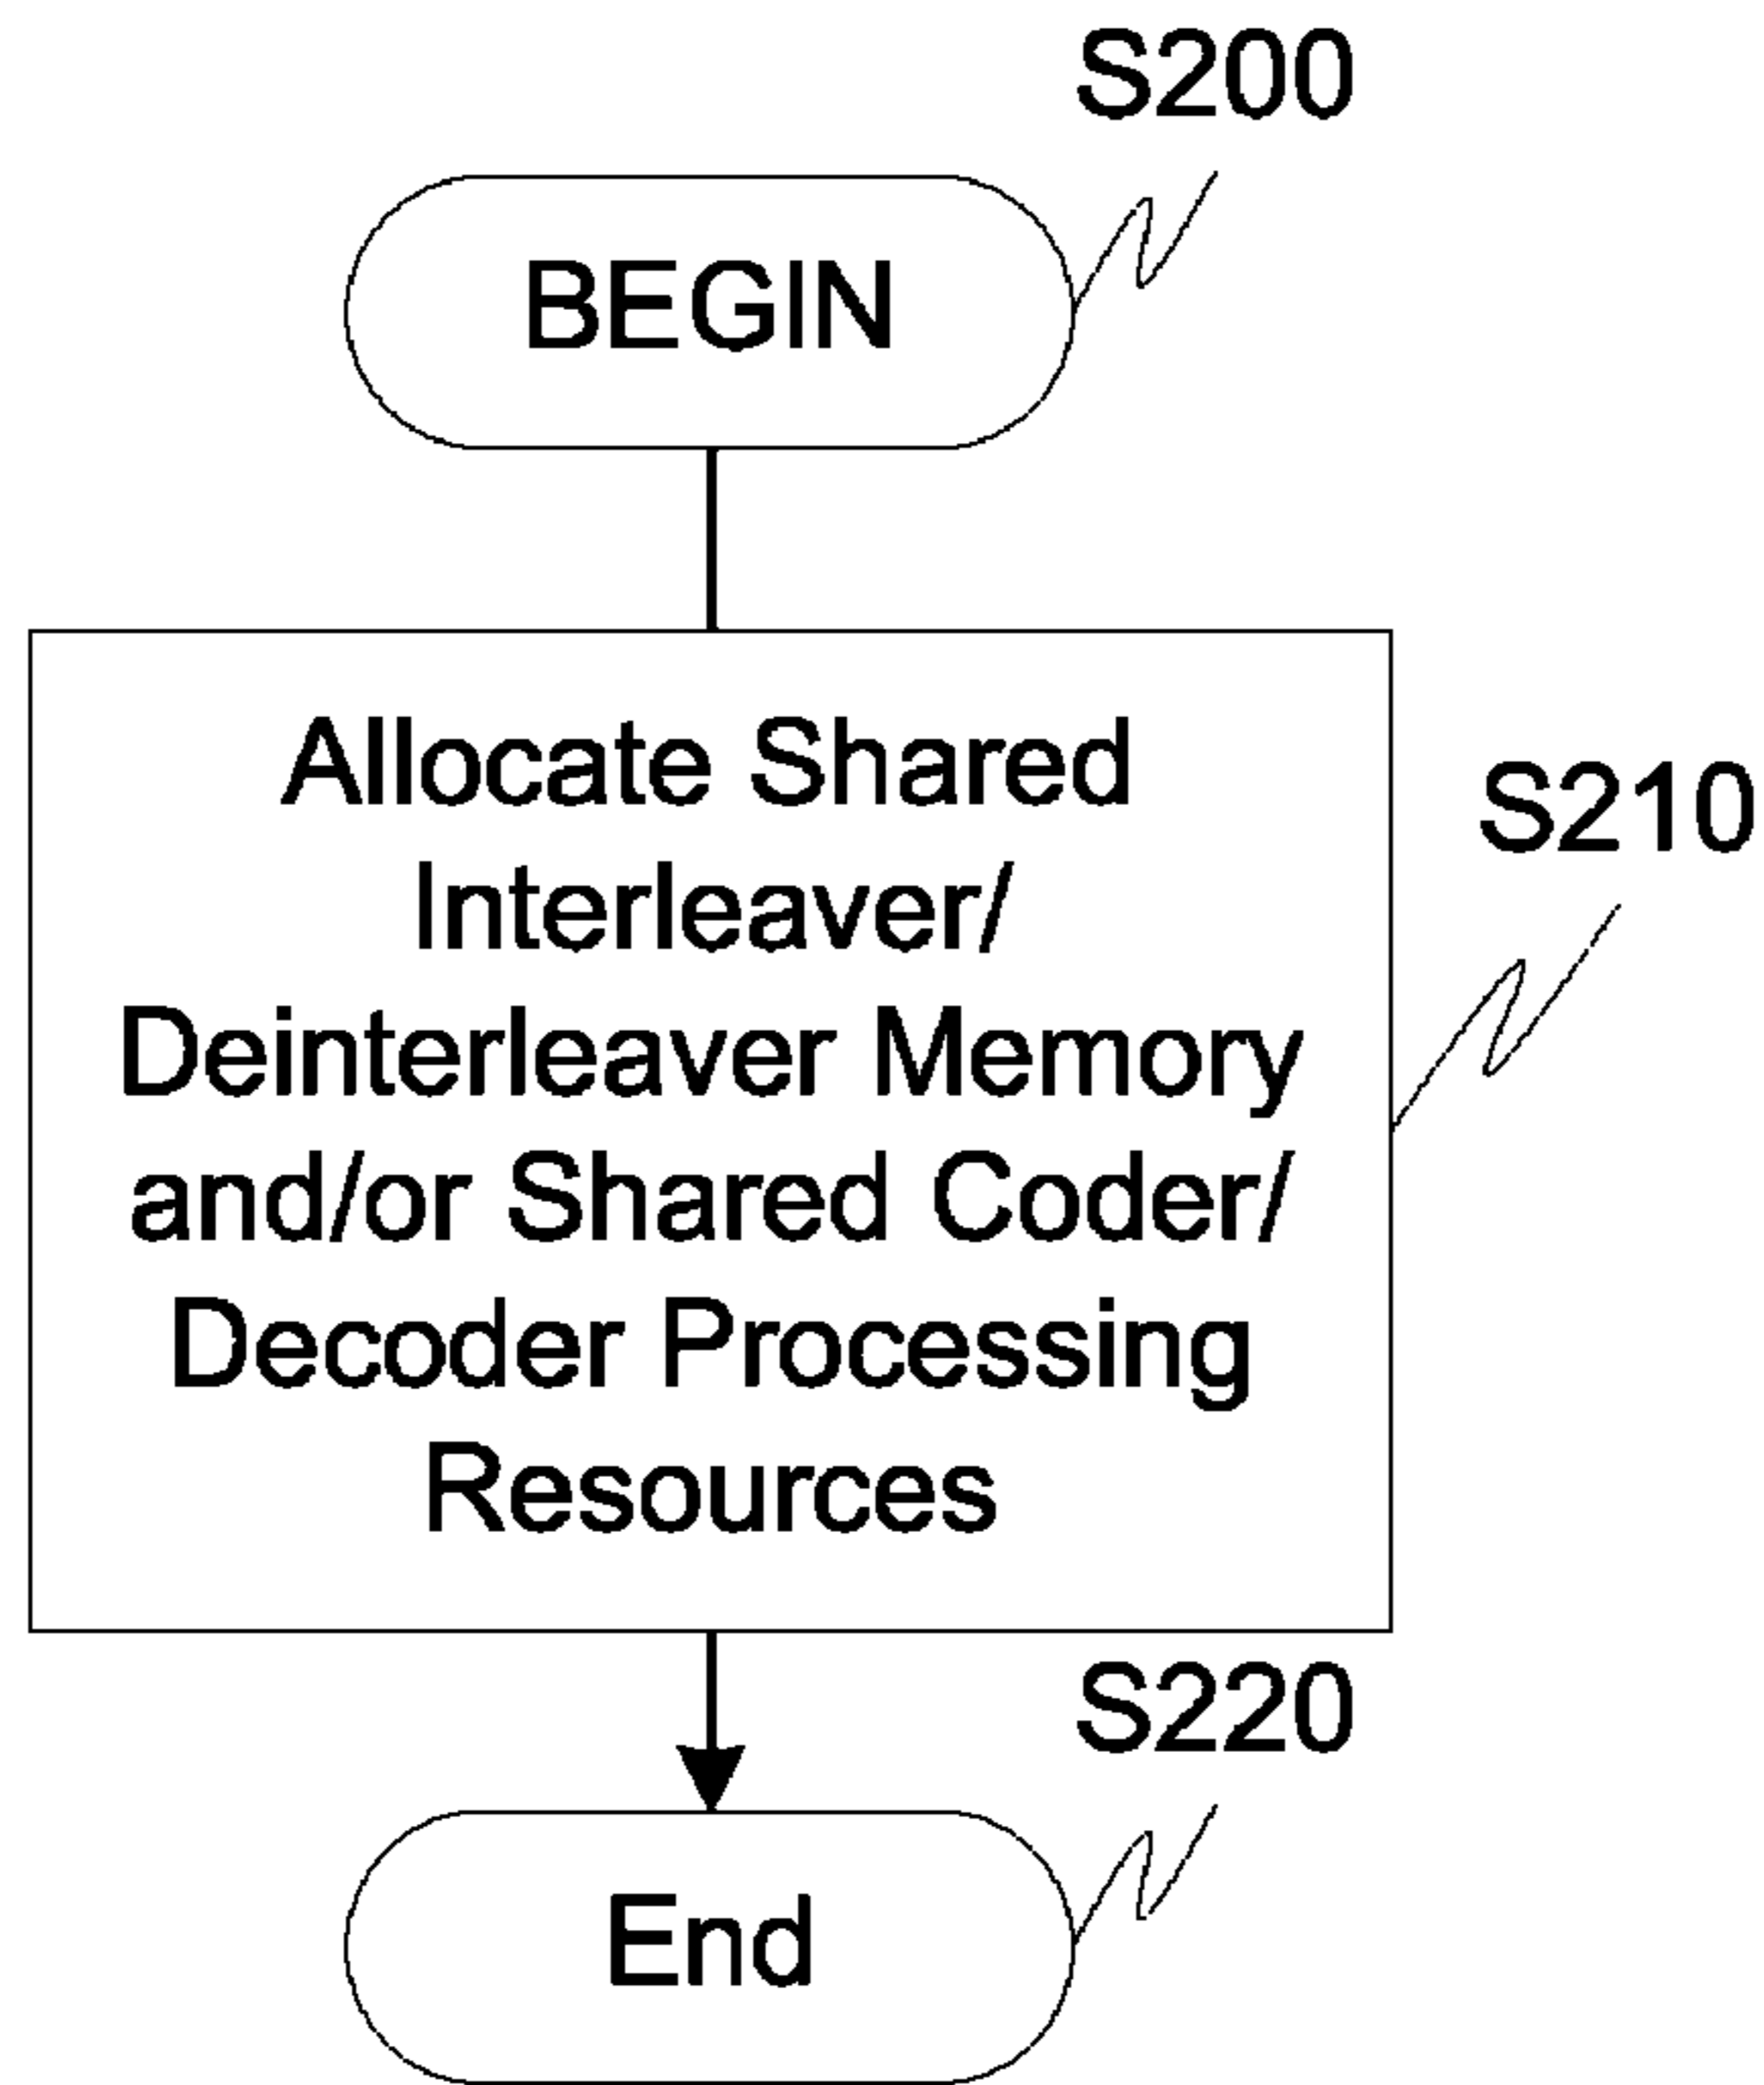 S200
BEGIN
Allocate Shared
Interleaver/
Deinterleaver Memory
and/or Shared Coder/
Decoder Processing
Resources
S210
S220
End